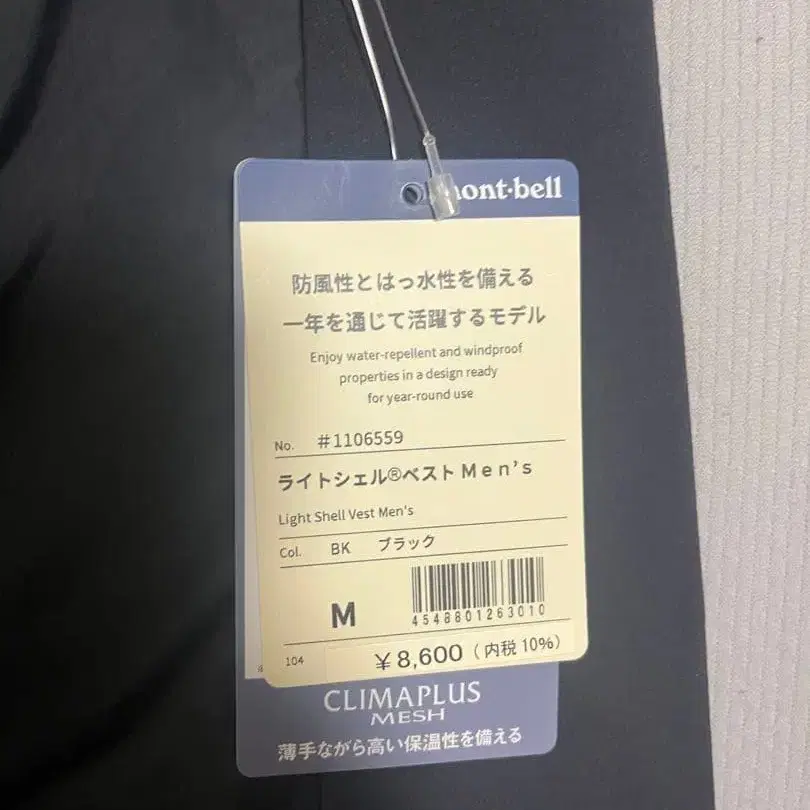 mont·bell
防風性とはっ水性を備える
一年を通じて活躍するモデル
Enjoy water-repellent and windproof
properties in a design ready
for year-round use
No. #1106559
ライトシェル®ベスト Men's
Light Shell Vest Men's
Col. BK ブラック
M
4548801263010
104 ¥8,600 (内税10%)
CLIMAPLUS
MESH
薄手ながら高い保温性を備える